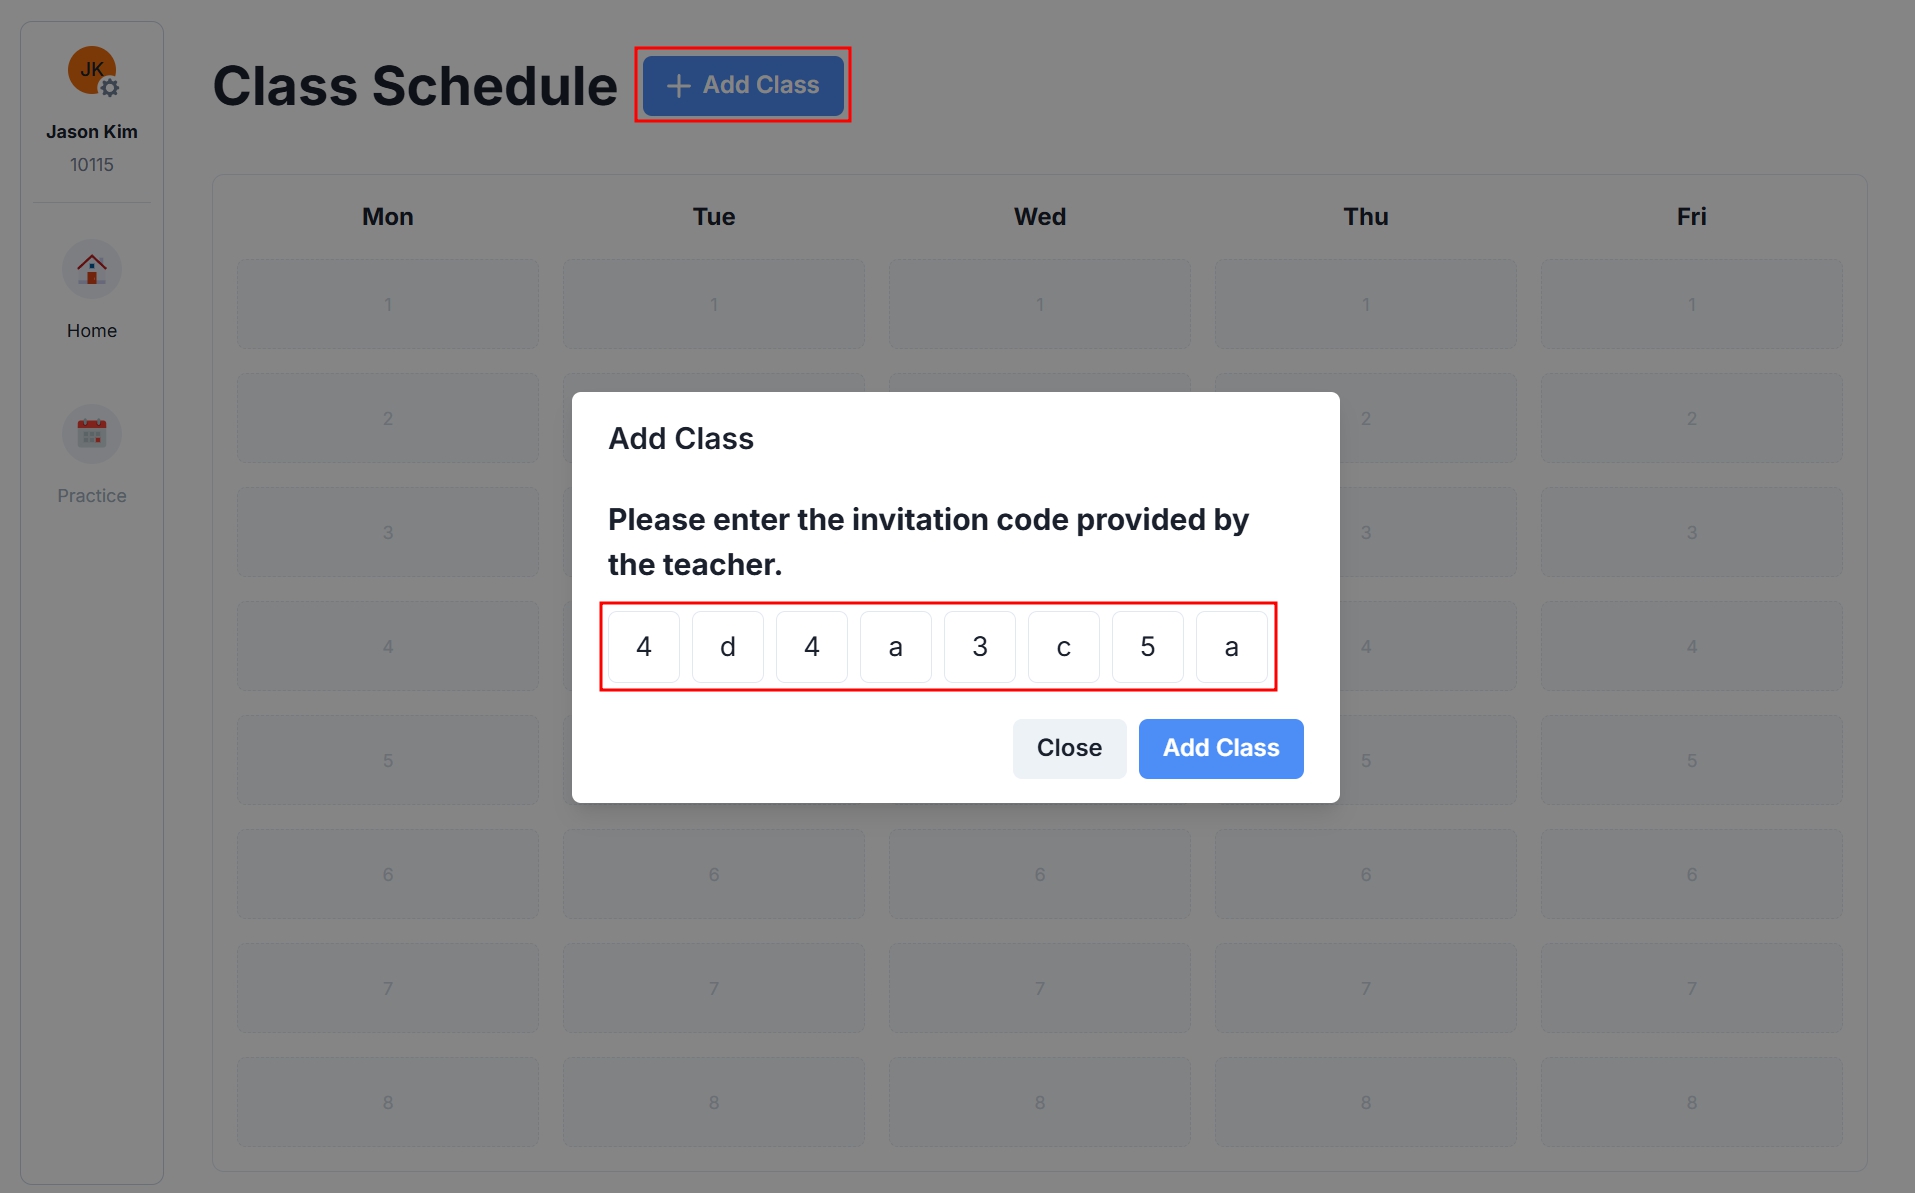 JK
Jason Kim
10115
Home
Practice
Class Schedule
+ Add Class
Mon Tue Wed Thu Fri
1 1 1 1 1
2 2 2
3 3 3
4 4 4
5 5 5
6 6 6 6 6
7 7 7 7 7
8 8 8 8 8
Add Class
Please enter the invitation code provided by
the teacher.
4 d 4 a 3 c 5 a
Close Add Class